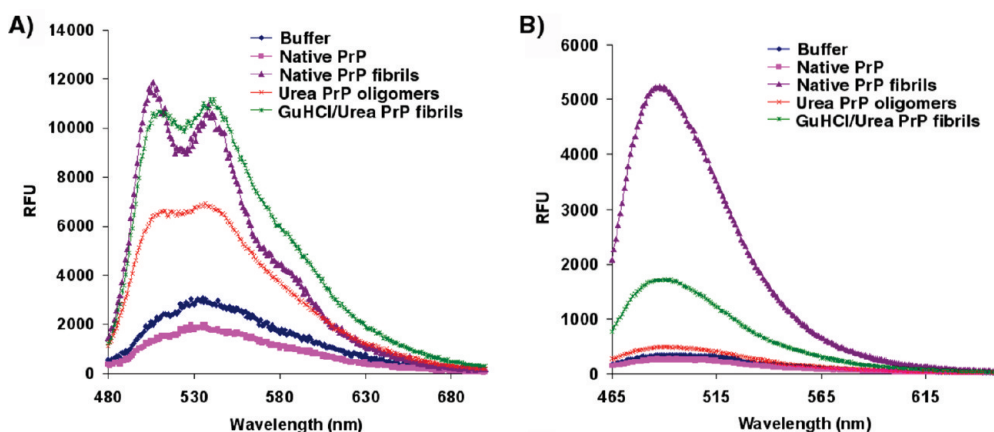 A)
14000
12000
10000
8000
6000
4000
2000
0
RFU
480
530
580
630
680
Wavelength (nm)
Buffer
Native PrP
Native PrP fibrils
Urea PrP oligomers
GuHCl/Urea PrP fibrils
B)
6000
5000
4000
3000
2000
1000
0
RFU
465
515
565
615
Wavelength (nm)
Buffer
Native PrP
Native PrP fibrils
Urea PrP oligomers
GuHCl/Urea PrP fibrils